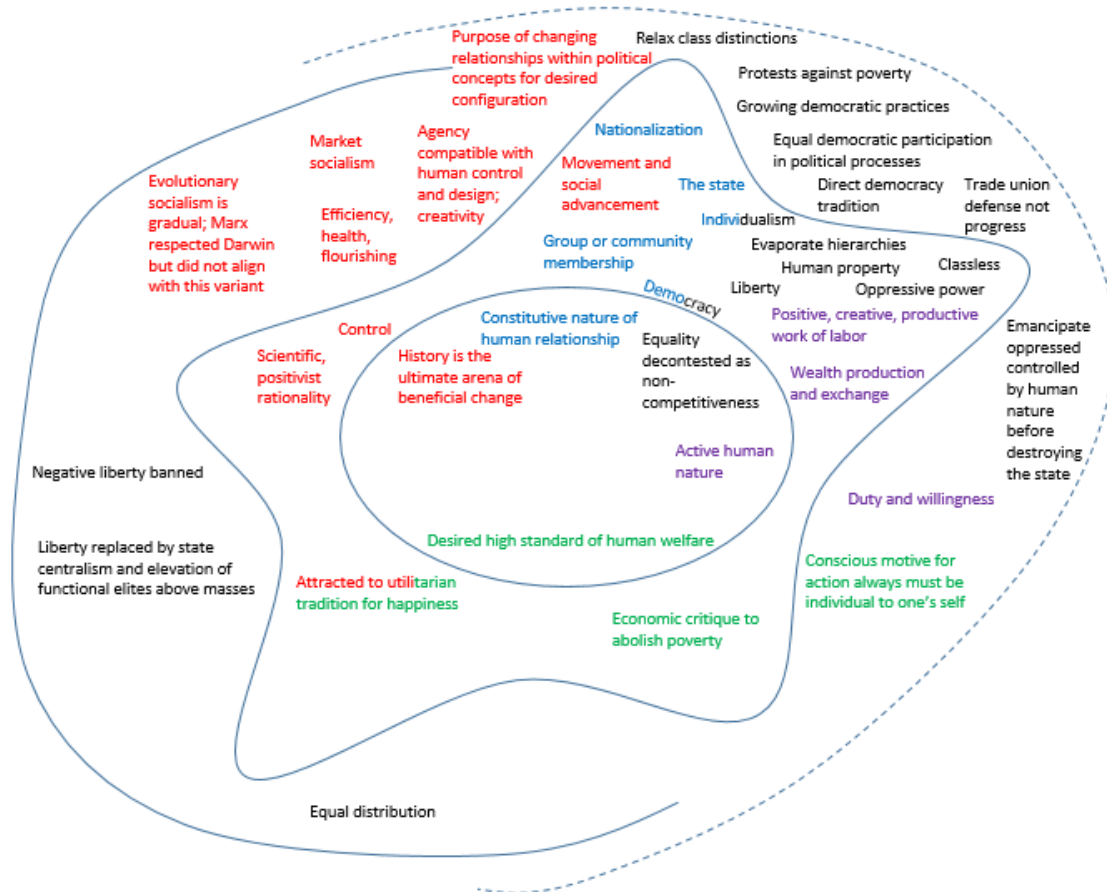 Purpose of changing
relationships within political
concepts for desired
configuration
Relax class distinctions
Protests against poverty
Growing democratic practices
Equal democratic participation
in political processes
Direct democracy
tradition
Trade union
defense not
progress
Nationalization
Market
socialism
Agency
compatible with
human control
and design;
creativity
Movement and
social
advancement
The state
Individualism
Evolutionary
socialism is
gradual; Marx
respected Darwin
but did not align
with this variant
Efficiency,
health,
flourishing
Group or community
membership
Evaporate hierarchies
Human property
Classless
Liberty
Oppressive power
Democracy
Constitutive nature of
human relationship
Positive, creative, productive
work of labor
Control
Scientific,
positivist
rationality
History is the
ultimate arena of
beneficial change
Equality
decontested as
non-
competitiveness
Wealth production
and exchange
Emancipate
oppressed
controlled
by human
nature
before
destroying
the state
Active human
nature
Negative liberty banned
Duty and willingness
Liberty replaced by state
centralism and elevation of
functional elites above masses
Desired high standard of human welfare
Conscious motive for
action always must be
individual to one's self
Attracted to utilitarian
tradition for happiness
Economic critique to
abolish poverty
Equal distribution